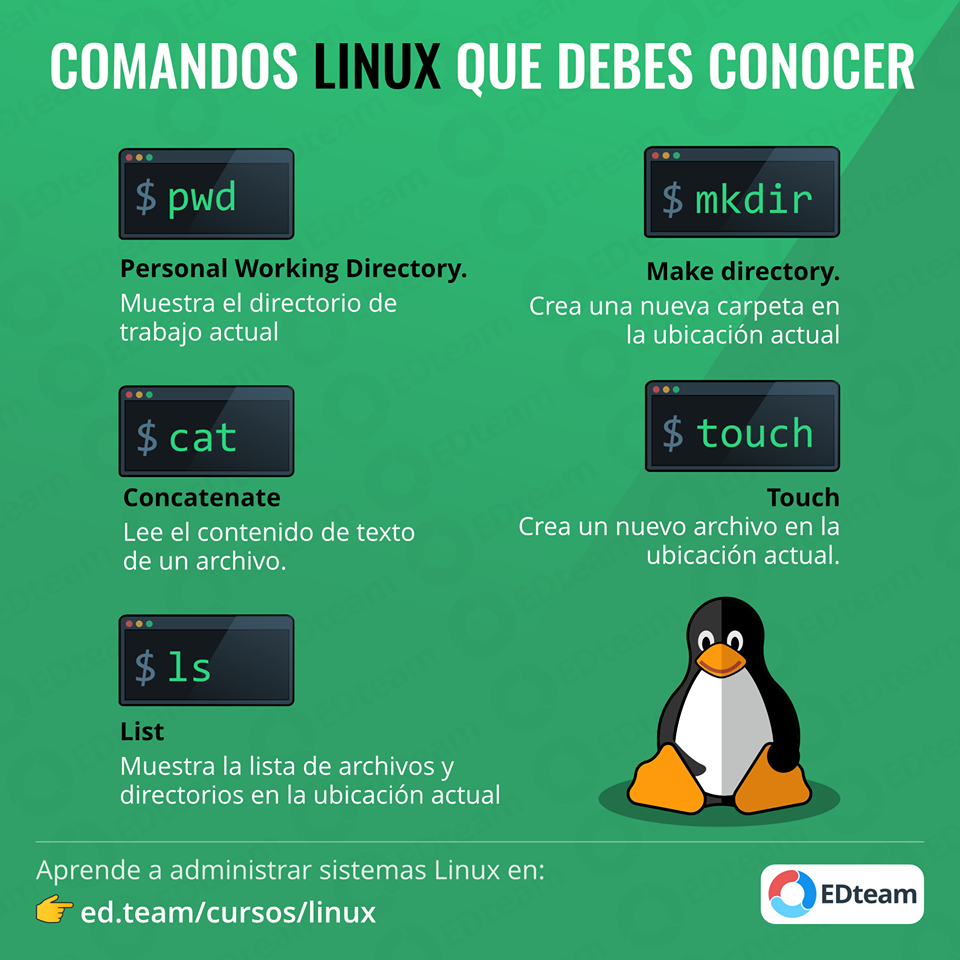 COMANDOS LINUX QUE DEBES CONOCER
$ pwd
Personal Working Directory.
Muestra el directorio de
trabajo actual
$ mkdir
Make directory.
Crea una nueva carpeta en
la ubicación actual
$ cat
Concatenate
Lee el contenido de texto
de un archivo.
$ touch
Touch
Crea un nuevo archivo en la
ubicación actual.
$ ls
List
Muestra la lista de archivos y
directorios en la ubicación actual
Aprende a administrar sistemas Linux en:
👉 ed.team/cursos/linux
EDteam